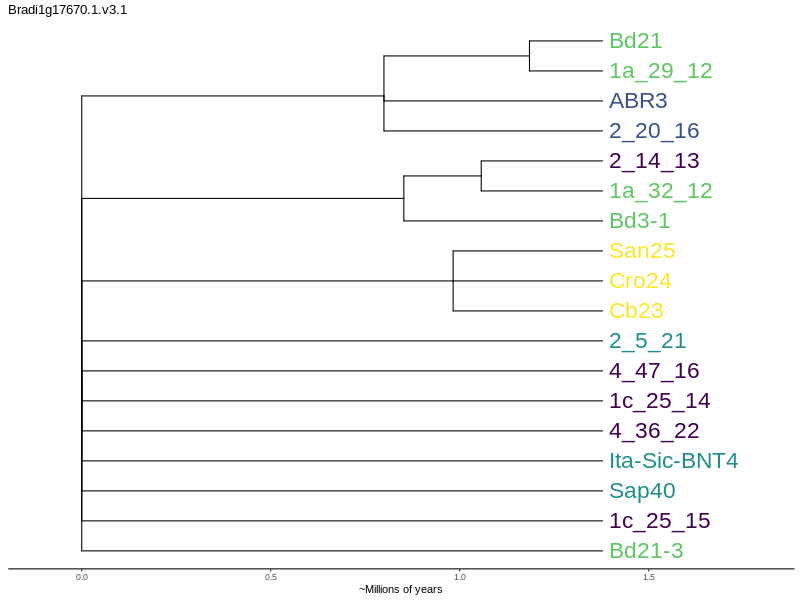 Bradi1g17670.1.v3.1
Bd21
1a_29_12
ABR3
2_20_16
2_14_13
1a_32_12
Bd3-1
San25
Cro24
Cb23
2_5_21
4_47_16
1c_25_14
4_36_22
Ita-Sic-BNT4
Sap40
1c_25_15
Bd21-3
0.0 0.5 1.0 1.5
~Millions of years